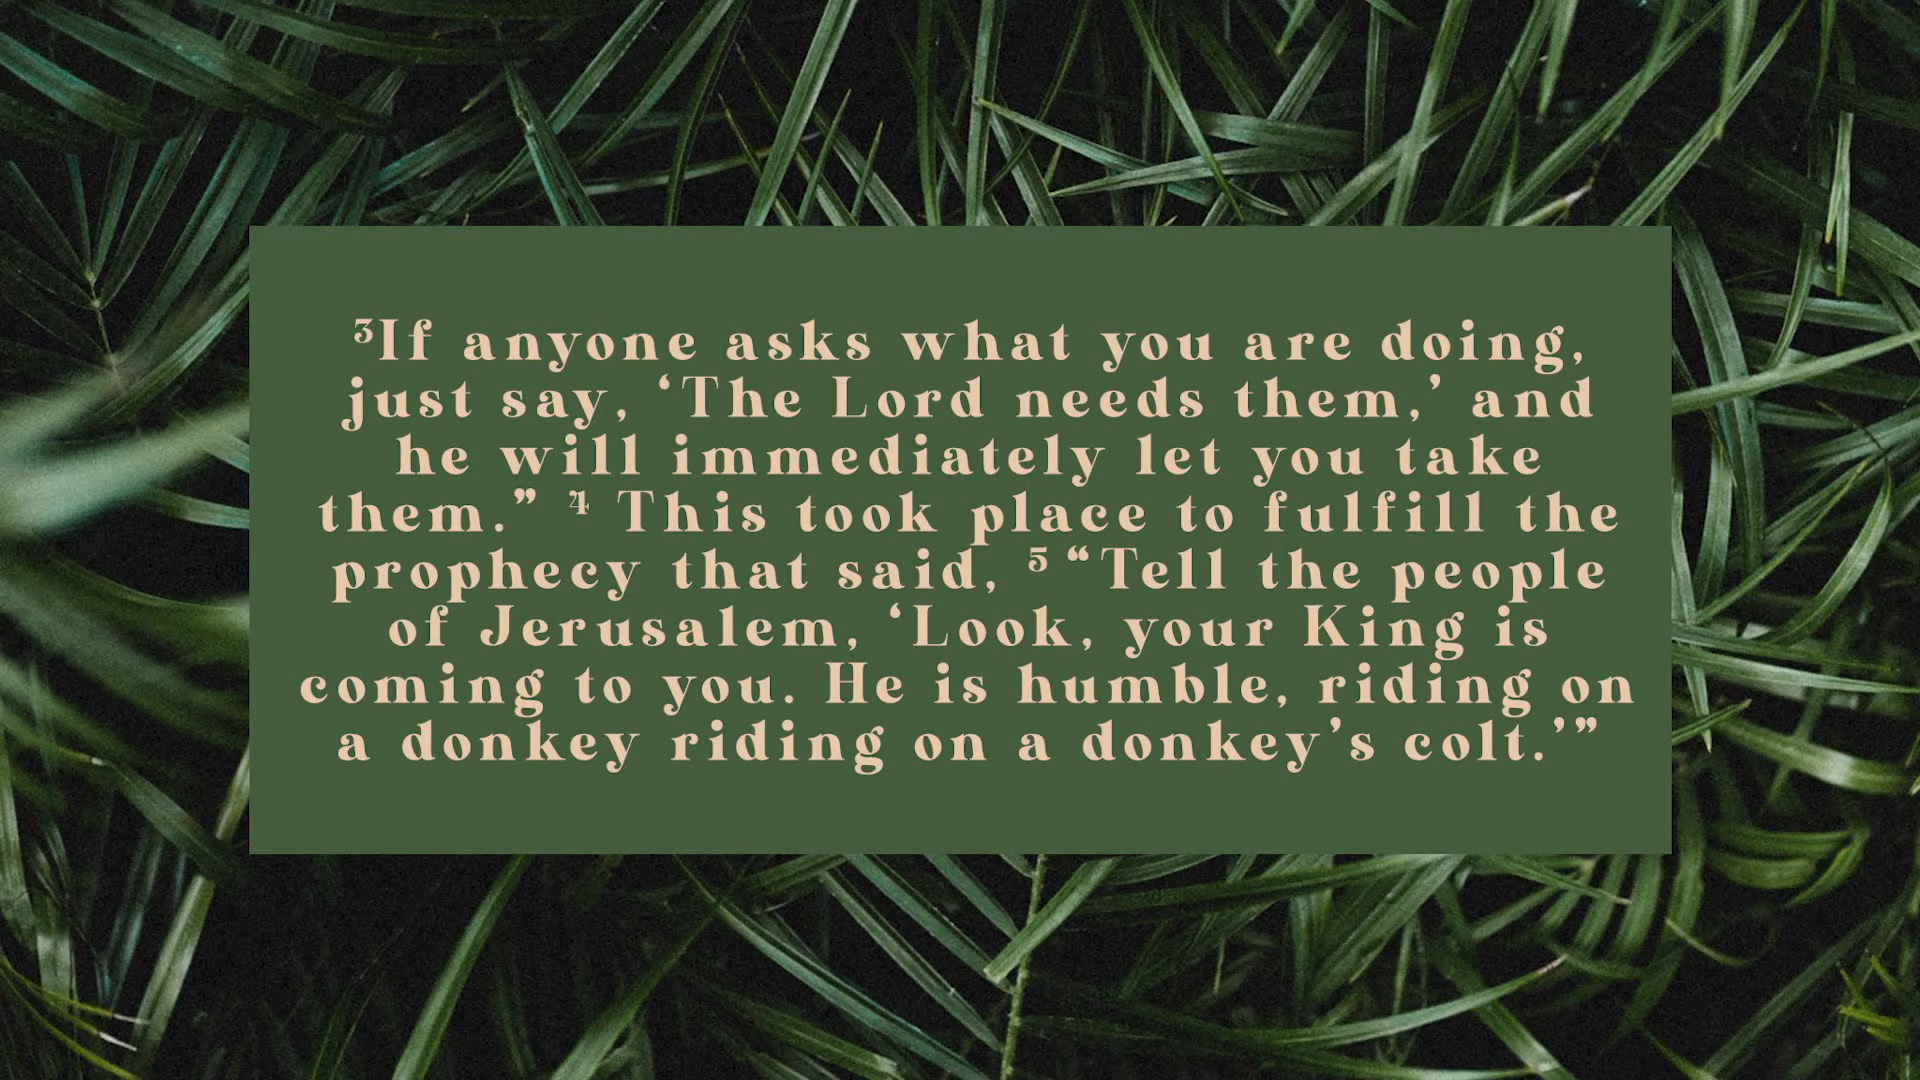 ³If anyone asks what you are doing,
just say, ‘The Lord needs them,’ and
he will immediately let you take
them.” ⁴ This took place to fulfill the
prophecy that said, ⁵ “Tell the people
of Jerusalem, ‘Look, your King is
coming to you. He is humble, riding on
a donkey riding on a donkey’s colt.’”